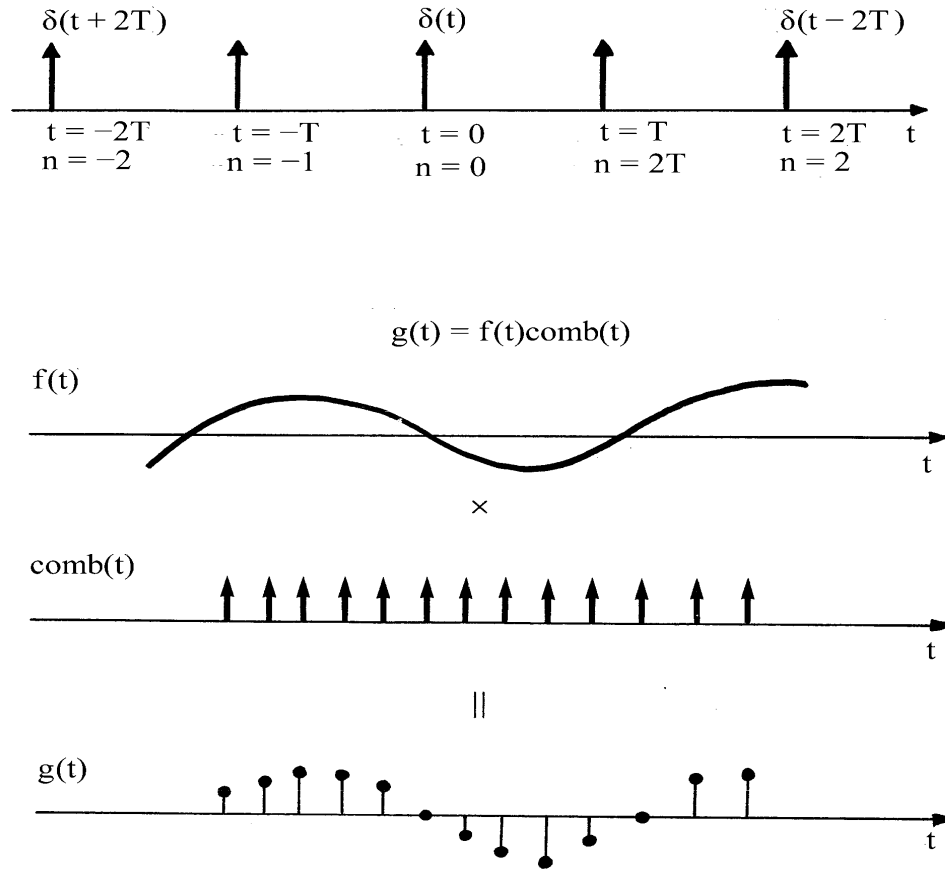 δ(t + 2T) δ(t) δ(t − 2T)
t = −2T t = −T t = 0 t = T t = 2T t
n = −2 n = −1 n = 0 n = 2T n = 2
g(t) = f(t)comb(t)
f(t)
t
×
comb(t)
t
||
g(t)
t